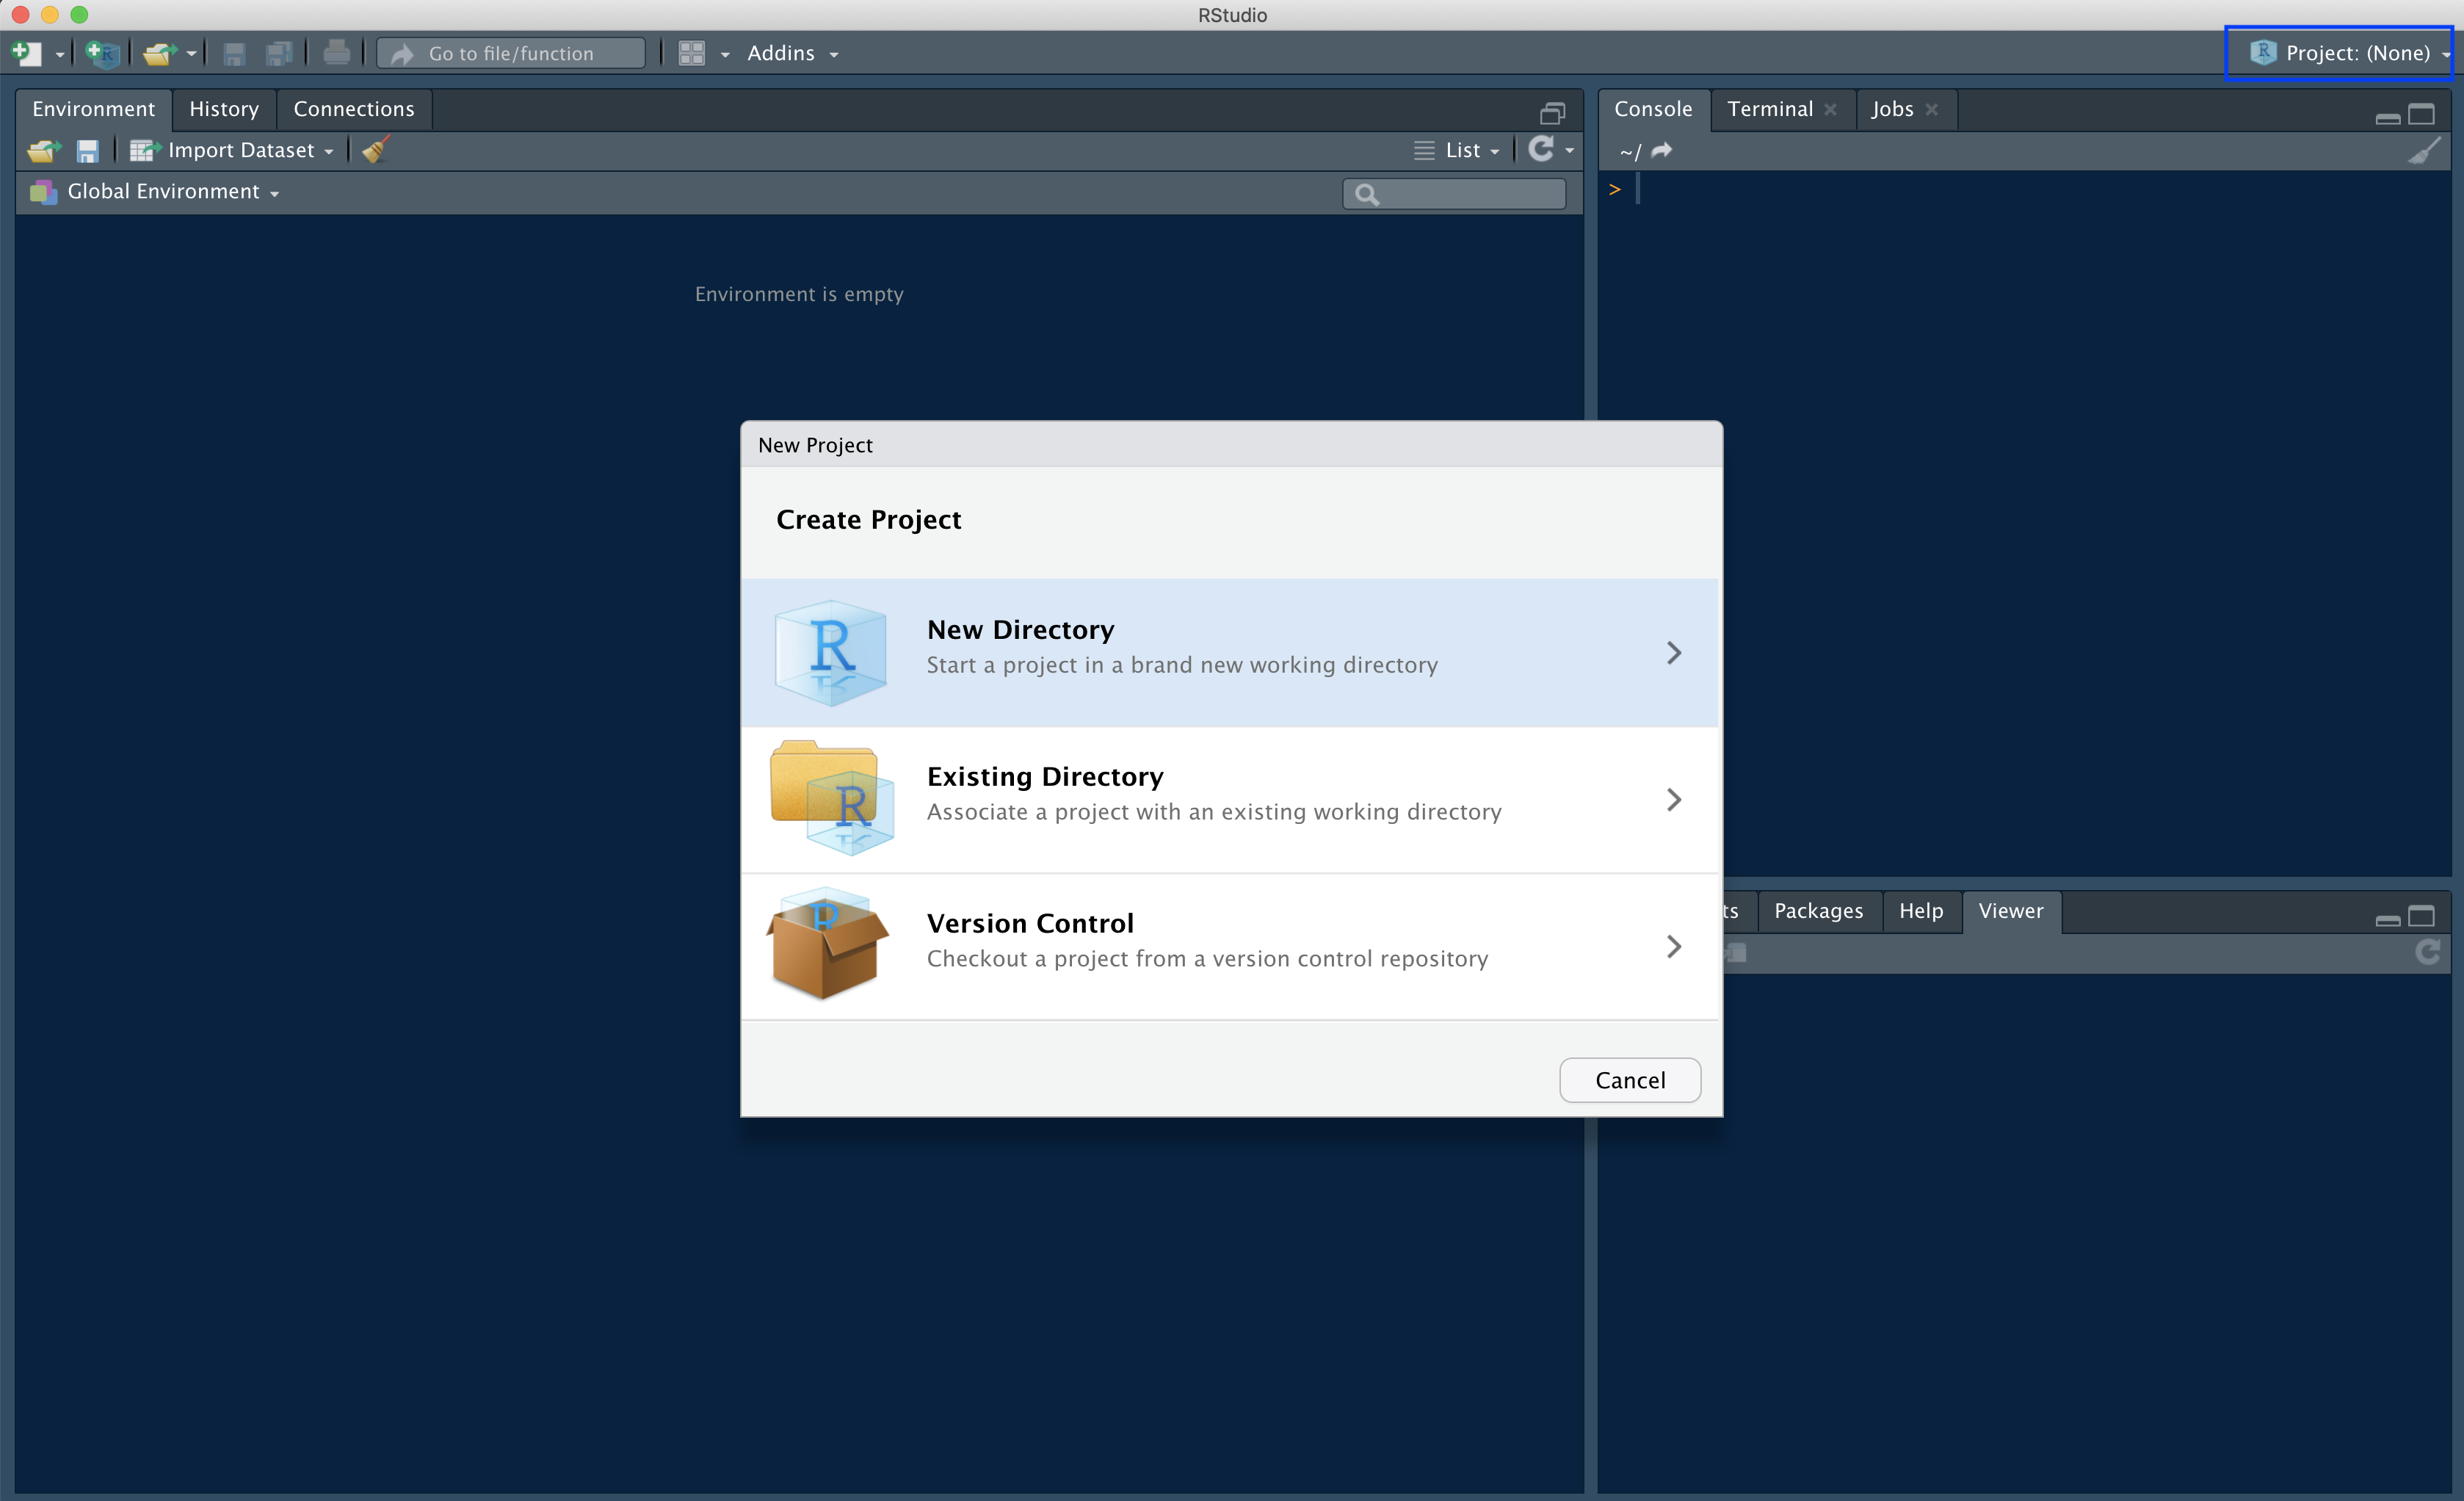 RStudio
Go to file/function
Addins
Project: (None)
Environment
History
Connections
Import Dataset
List
Global Environment
Environment is empty
Console
Terminal
Jobs
~/
>
New Project
Create Project
New Directory
Start a project in a brand new working directory
Existing Directory
Associate a project with an existing working directory
Version Control
Checkout a project from a version control repository
Cancel
ts
Packages
Help
Viewer